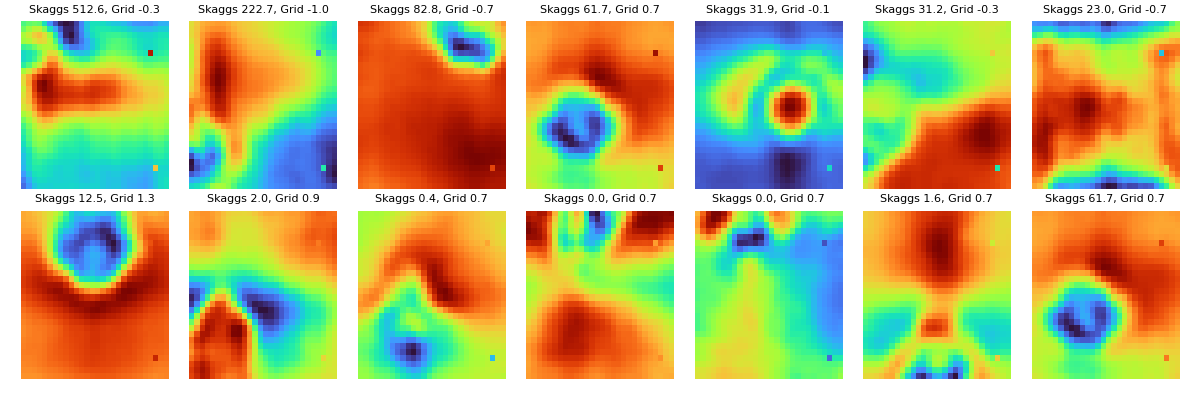 Skaggs 512.6, Grid -0.3
Skaggs 222.7, Grid -1.0
Skaggs 82.8, Grid -0.7
Skaggs 61.7, Grid 0.7
Skaggs 31.9, Grid -0.1
Skaggs 31.2, Grid -0.3
Skaggs 23.0, Grid -0.7
Skaggs 12.5, Grid 1.3
Skaggs 2.0, Grid 0.9
Skaggs 0.4, Grid 0.7
Skaggs 0.0, Grid 0.7
Skaggs 0.0, Grid 0.7
Skaggs 1.6, Grid 0.7
Skaggs 61.7, Grid 0.7